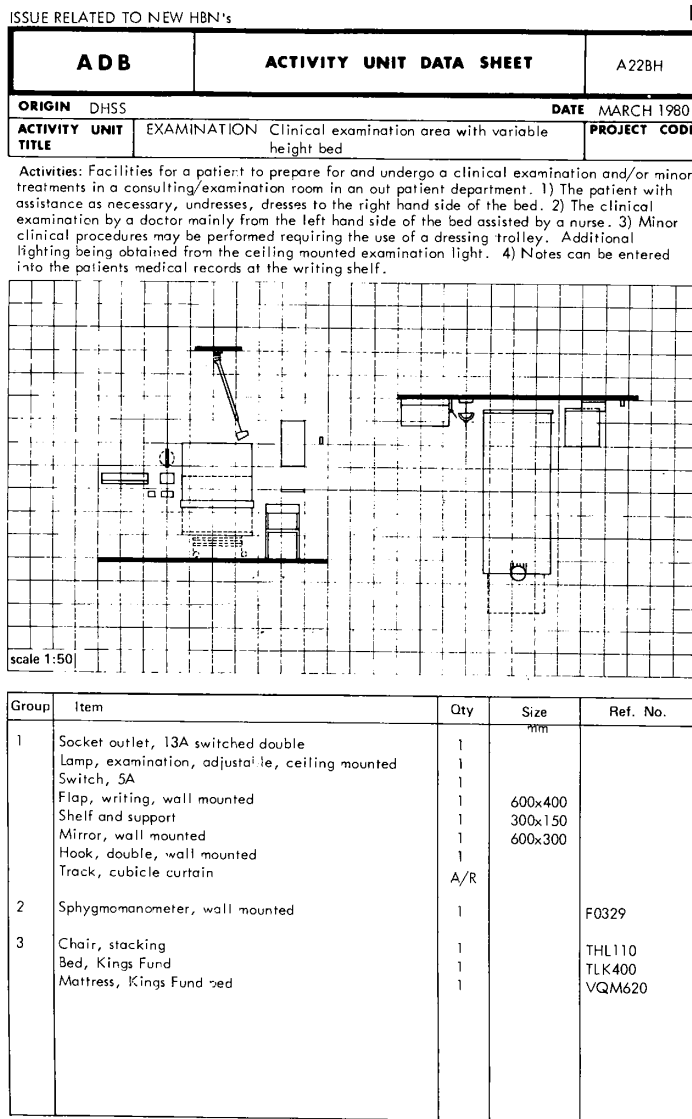 ISSUE RELATED TO NEW HBN's
ADB
ACTIVITY UNIT DATA SHEET
A22BH
ORIGIN DHSS
DATE MARCH 1980
ACTIVITY UNIT TITLE
EXAMINATION Clinical examination area with variable height bed
PROJECT CODE
Activities: Facilities for a patient to prepare for and undergo a clinical examination and/or minor
treatments in a consulting/examination room in an out patient department. 1) The patient with
assistance as necessary, undresses, dresses to the right hand side of the bed. 2) The clinical
examination by a doctor mainly from the left hand side of the bed assisted by a nurse. 3) Minor
clinical procedures may be performed requiring the use of a dressing trolley. Additional
lighting being obtained from the ceiling mounted examination light. 4) Notes can be entered
into the patients medical records at the writing shelf.
scale 1:50
Group Item Qty Size mm Ref. No.
1 Socket outlet, 13A switched double 1
Lamp, examination, adjustable, ceiling mounted 1
Switch, 5A 1
Flap, writing, wall mounted 1 600x400
Shelf and support 1 300x150
Mirror, wall mounted 1 600x300
Hook, double, wall mounted 1
Track, cubicle curtain A/R
2 Sphygmomanometer, wall mounted 1 F0329
3 Chair, stacking 1 THL110
Bed, Kings Fund 1 TLK400
Mattress, Kings Fund bed 1 VQM620